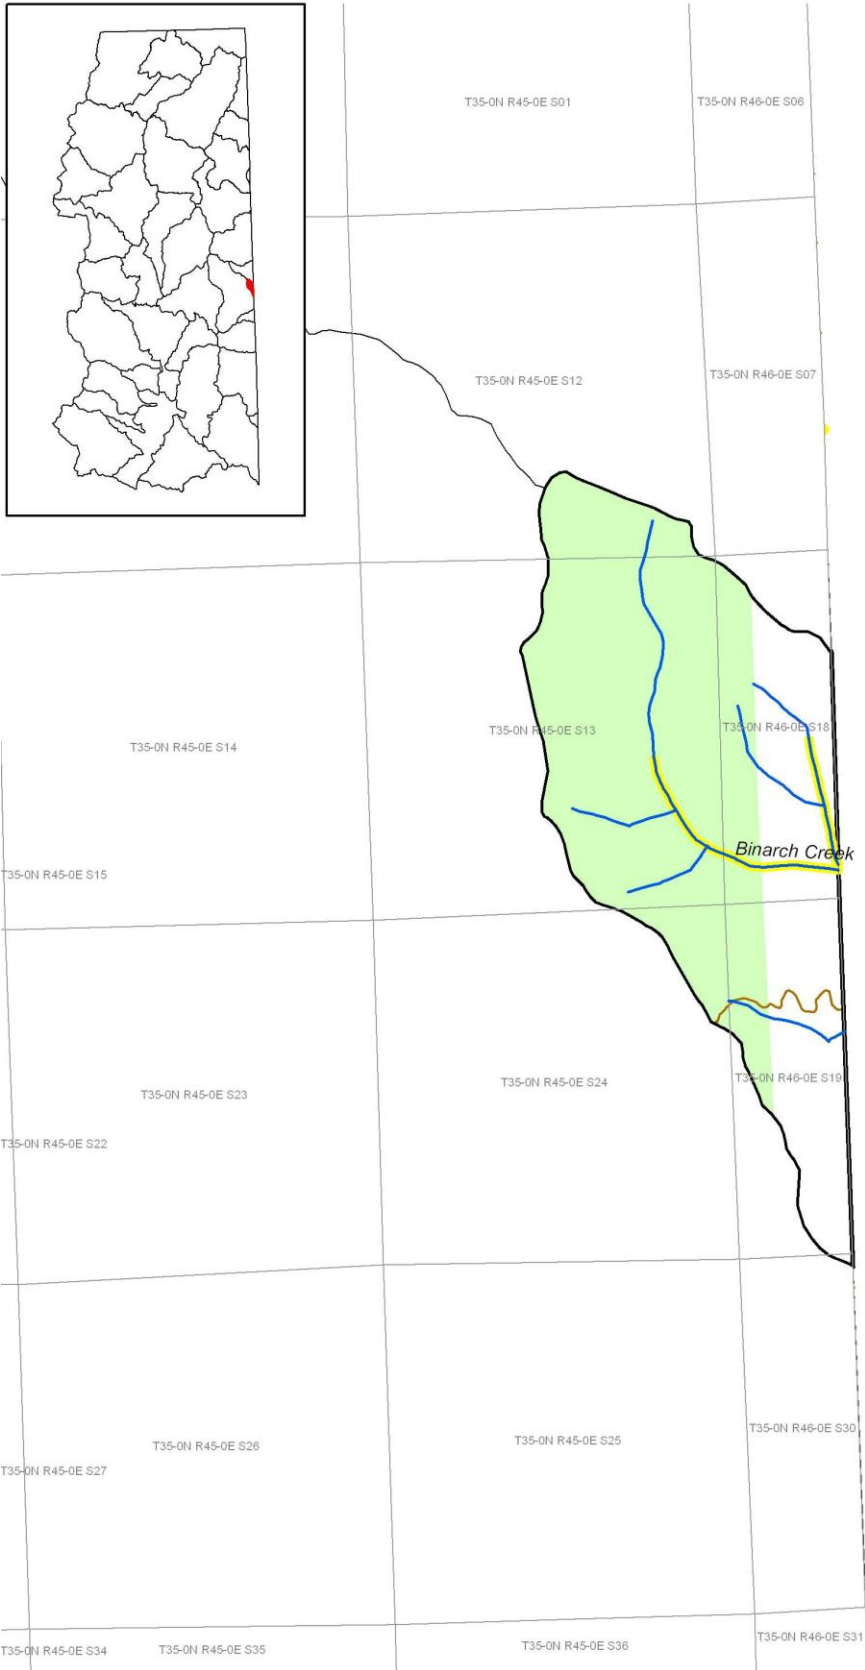 T35-0N R45-0E S01
T35-0N R46-0E S06
T35-0N R45-0E S12
T35-0N R46-0E S07
T35-0N R45-0E S14
T35-0N R45-0E S13
T35-0N R46-0E S18
Binarch Creek
T35-0N R45-0E S15
T35-0N R45-0E S23
T35-0N R45-0E S24
T35-0N R46-0E S19
T35-0N R45-0E S22
T35-0N R45-0E S26
T35-0N R45-0E S25
T35-0N R46-0E S30
T35-0N R45-0E S27
T35-0N R45-0E S34
T35-0N R45-0E S35
T35-0N R45-0E S36
T35-0N R46-0E S31